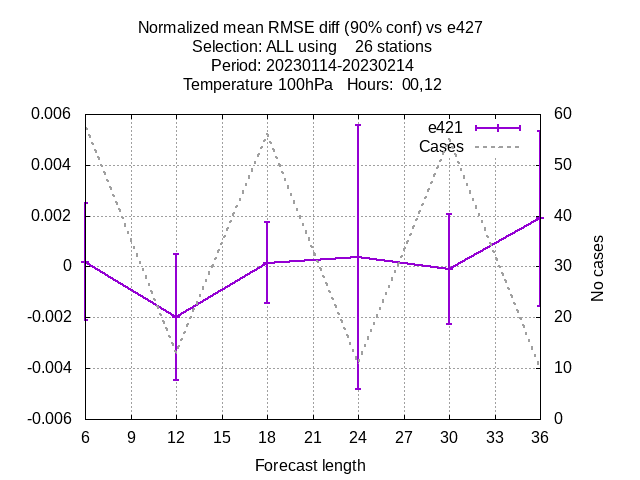 Normalized mean RMSE diff (90% conf) vs e427
Selection: ALL using    26 stations
Period: 20230114-20230214
Temperature 100hPa   Hours:  00,12
0.006
0.004
0.002
0
-0.002
-0.004
-0.006
60
50
40
30
20
10
0
e421
Cases
No cases
6 9 12 15 18 21 24 27 30 33 36
Forecast length